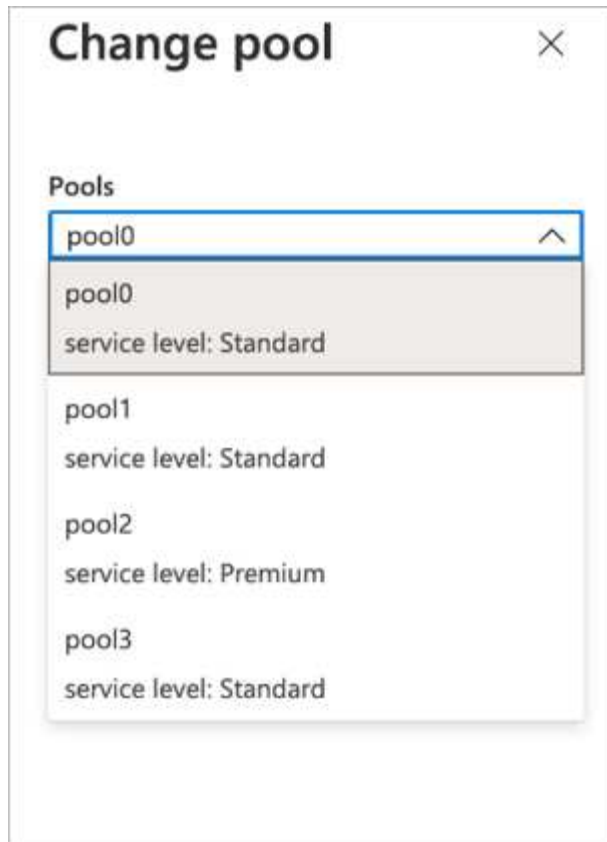 Change pool
Pools
pool0
pool0
service level: Standard
pool1
service level: Standard
pool2
service level: Premium
pool3
service level: Standard